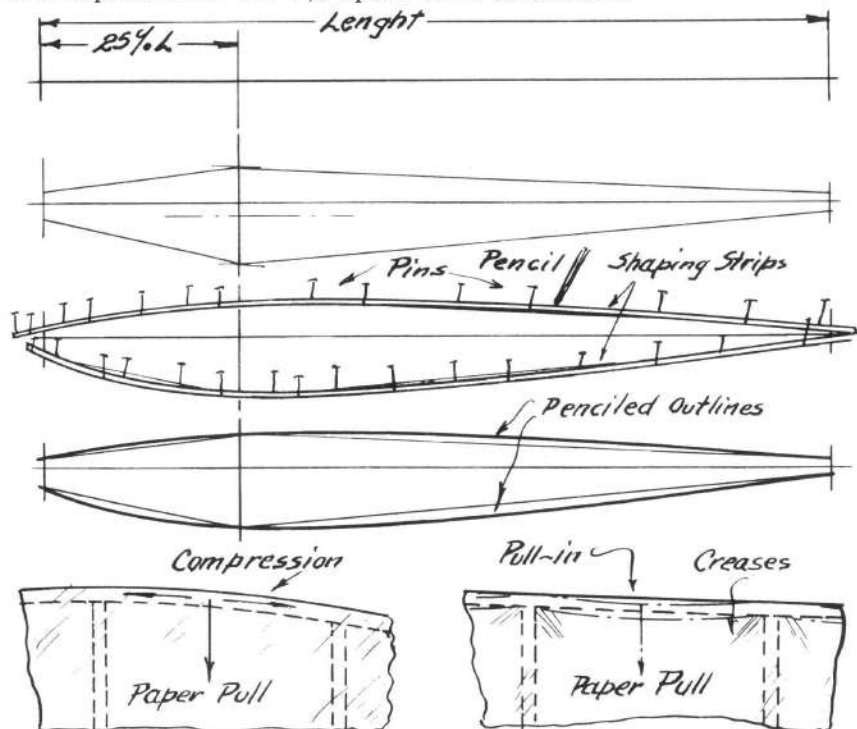 Lenght
25%.L
Pins Pencil Shaping Strips
Penciled Outlines
Compression Pull-in Creases
Paper Pull Paper Pull